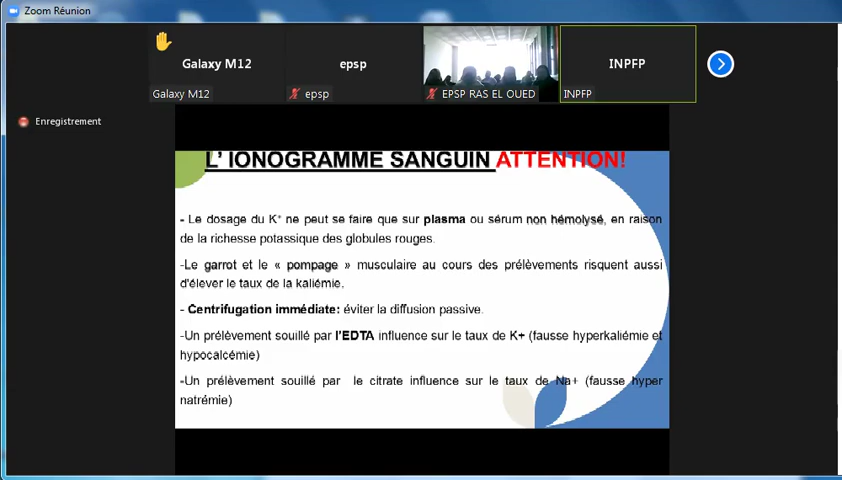 Zoom Réunion
Galaxy M12
epsp
INPFP
Galaxy M12
epsp
EPSP RAS EL OUED
INPFP
Enregistrement
L' IONOGRAMME SANGUIN ATTENTION!
- Le dosage du K⁺ ne peut se faire que sur plasma ou sérum non hémolysé, en raison
de la richesse potassique des globules rouges.
-Le garrot et le « pompage » musculaire au cours des prélèvements risquent aussi
d'élever le taux de la kaliémie,
- Centrifugation immédiate: éviter la diffusion passive.
-Un prélèvement souillé par l'EDTA influence sur le taux de K+ (fausse hyperkaliémie et
hypocalcémie)
-Un prélèvement souillé par le citrate influence sur le taux de Na+ (fausse hyper
natrémie)